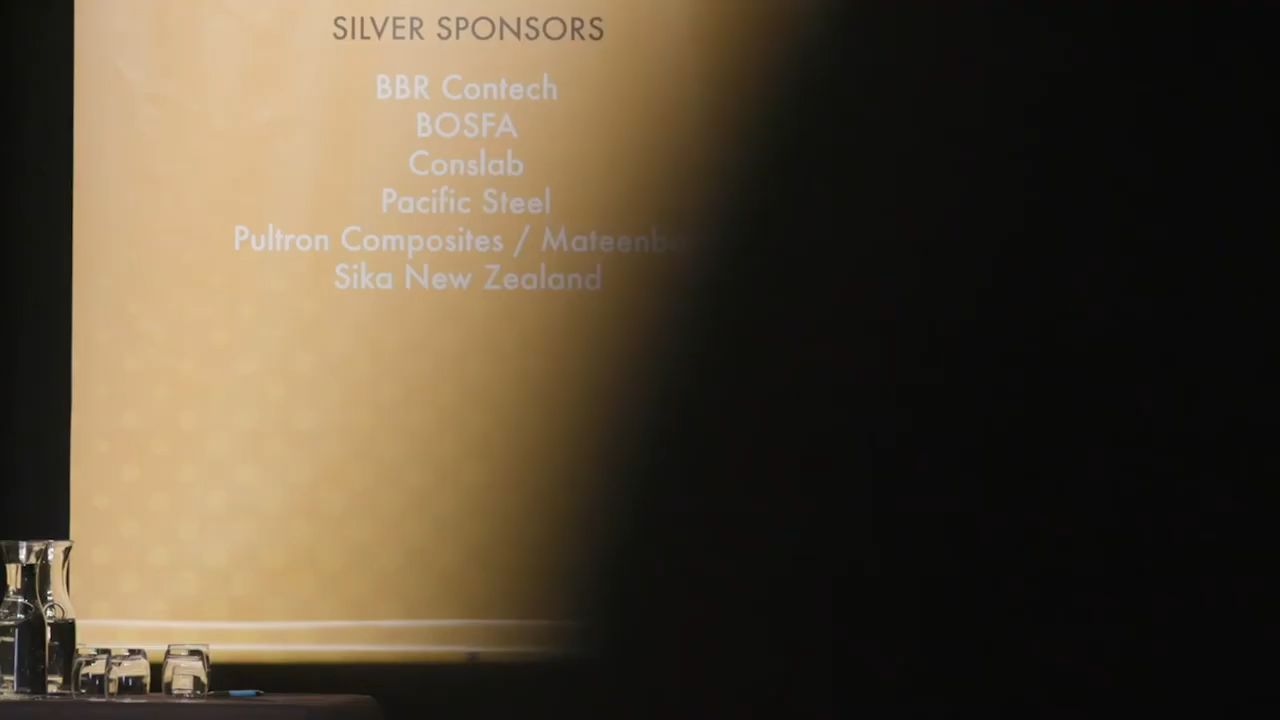 SILVER SPONSORS
BBR Contech
BOSFA
Conslab
Pacific Steel
Pultron Composites /
Sika New Zealand